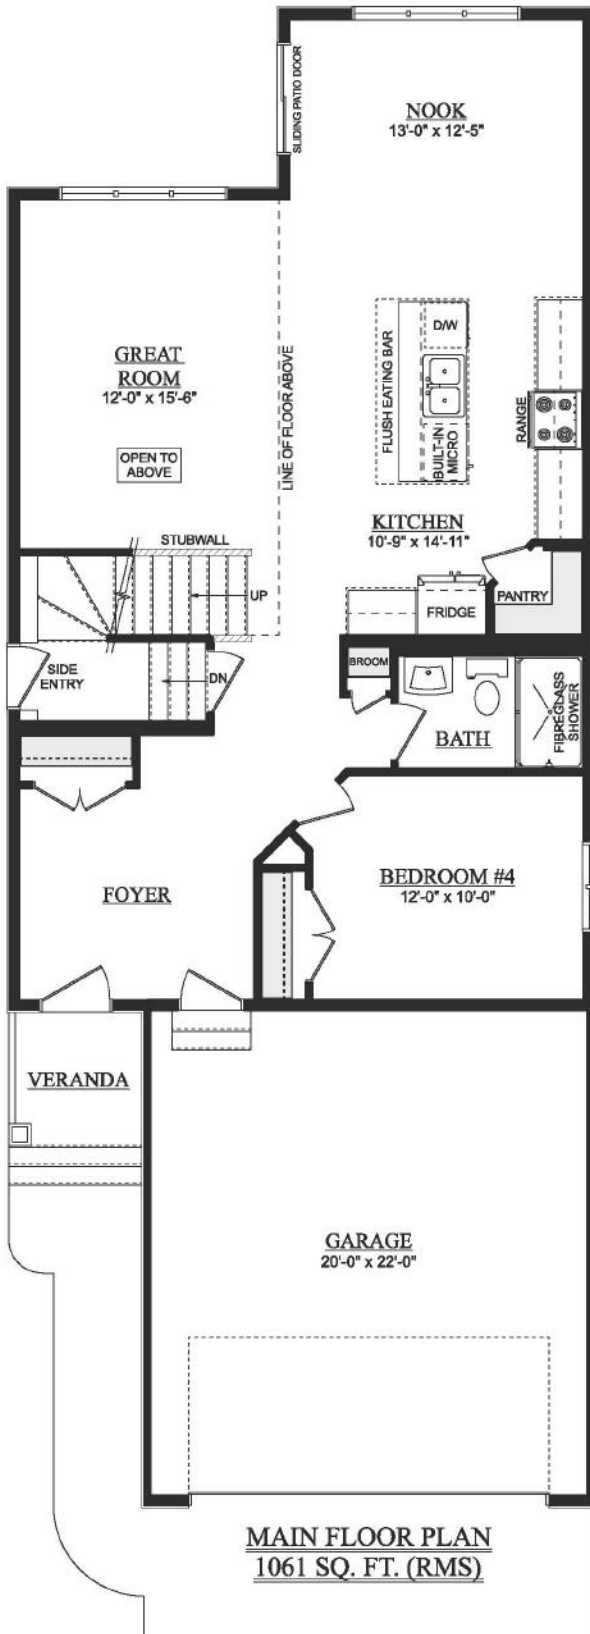 SLIDING PATIO DOOR
NOOK
13'-0" x 12'-5"
GREAT
ROOM
12'-0" x 15'-6"
OPEN TO
ABOVE
LINE OF FLOOR ABOVE
FLUSH EATING BAR
D/W
BUILT-IN
MICRO
RANGE
KITCHEN
10'-9" x 14'-11"
STUBWALL
UP
FRIDGE
PANTRY
SIDE
ENTRY
DN
BROOM
BATH
FIBREGLASS
SHOWER
BEDROOM #4
12'-0" x 10'-0"
FOYER
VERANDA
GARAGE
20'-0" x 22'-0"
MAIN FLOOR PLAN
1061 SQ. FT. (RMS)